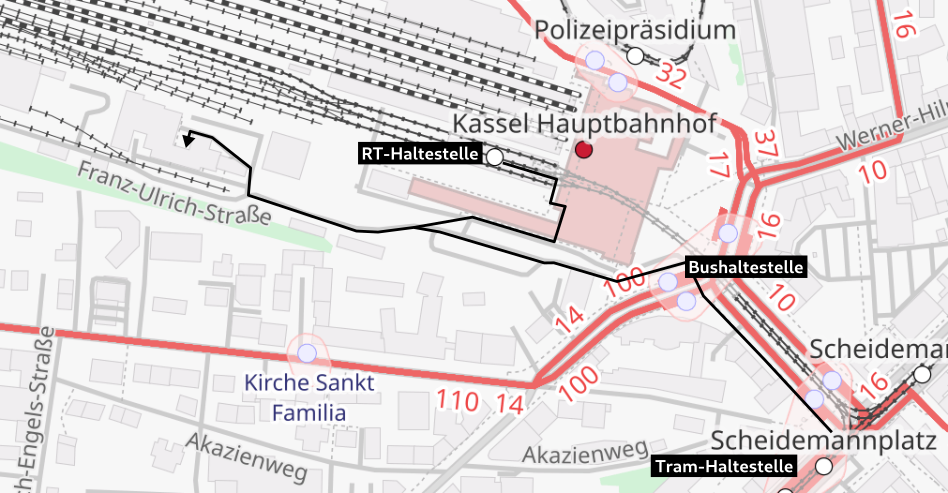 16
Polizeipräsidium
32
Kassel Hauptbahnhof
37
Werner-Hil
RT-Haltestelle
17
10
Franz-Ulrich-Straße
16
Bushaltestelle
100
10
14
Scheideman
Kirche Sankt
Familia
100
16
110
14
ch-Engels-Straße
Akazienweg
Akazienweg
Scheidemannplatz
Tram-Haltestelle